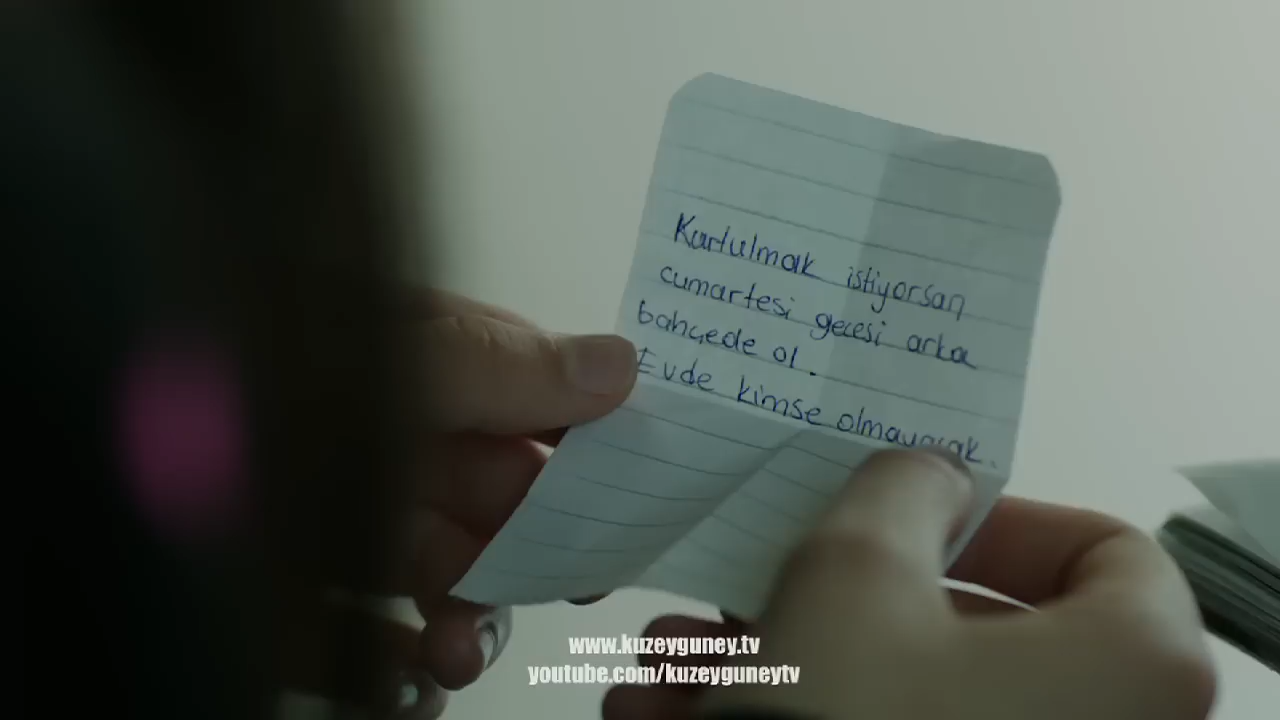 Kurtulmak istiyorsan
cumartesi gecesi arka
bahçede ol.
Evde kimse olmayacak.
www.kuzeyguney.tv
youtube.com/kuzeyguneytv